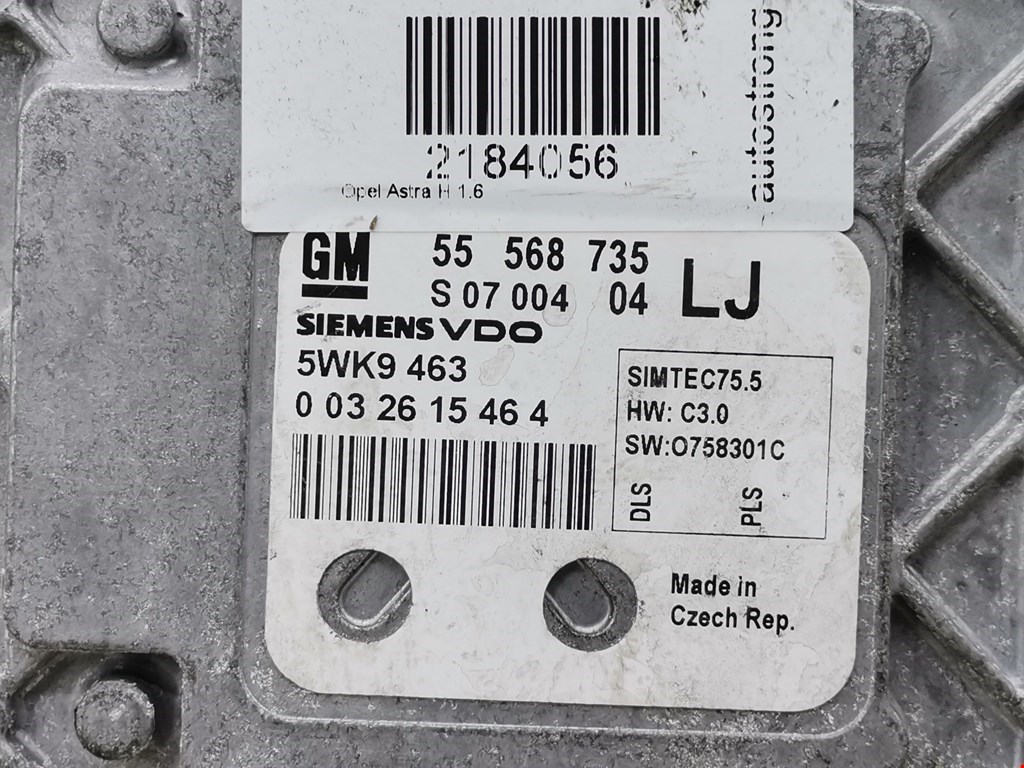 2184056
Opel Astra H 1.6
autostrong
GM
55 568 735
S 07 004 04
LJ
SIEMENS VDO
5WK9 463
0 03 26 15 46 4
SIMTEC75.5
HW: C3.0
SW:O758301C
DLS
PLS
Made in
Czech Rep.